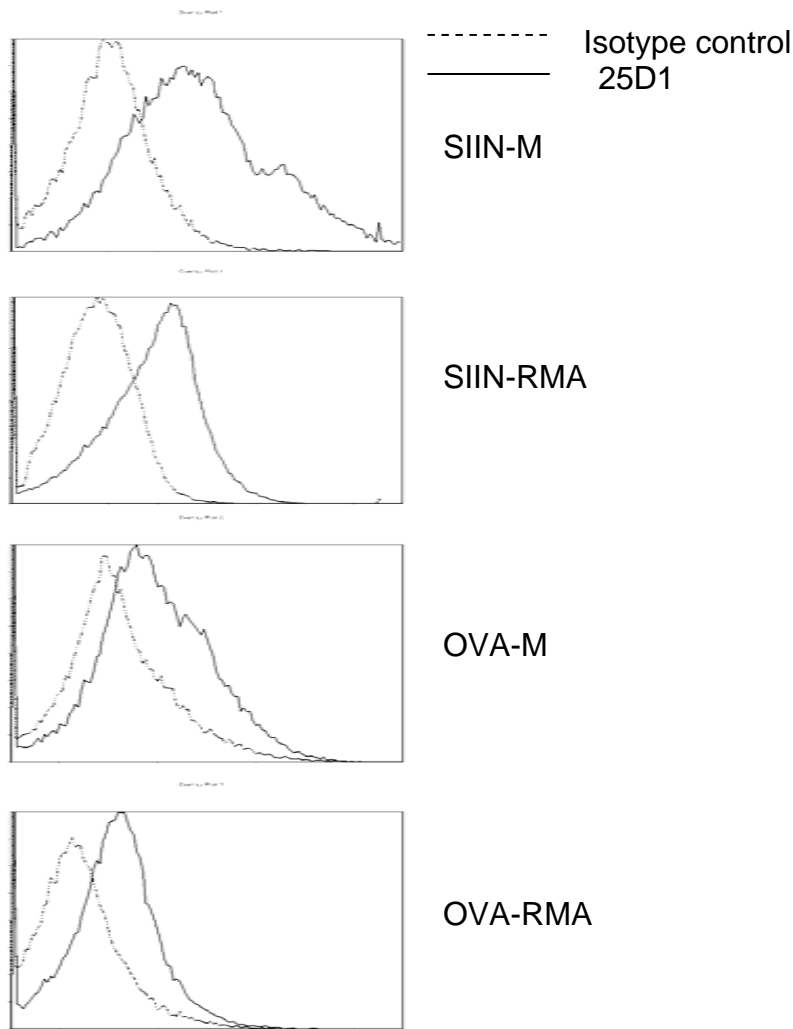 Isotype control
25D1
SIIN-M
SIIN-RMA
OVA-M
OVA-RMA